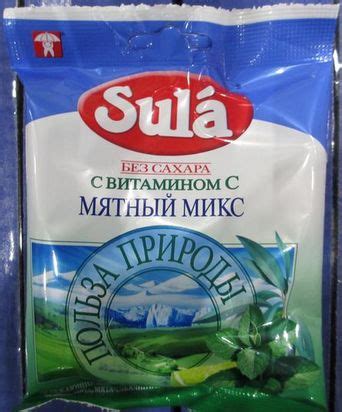 Sulá
БЕЗ САХАРА
С ВИТАМИНОМ С
МЯТНЫЙ МИКС
ПОЛЬЗА ПРИРОДЫ